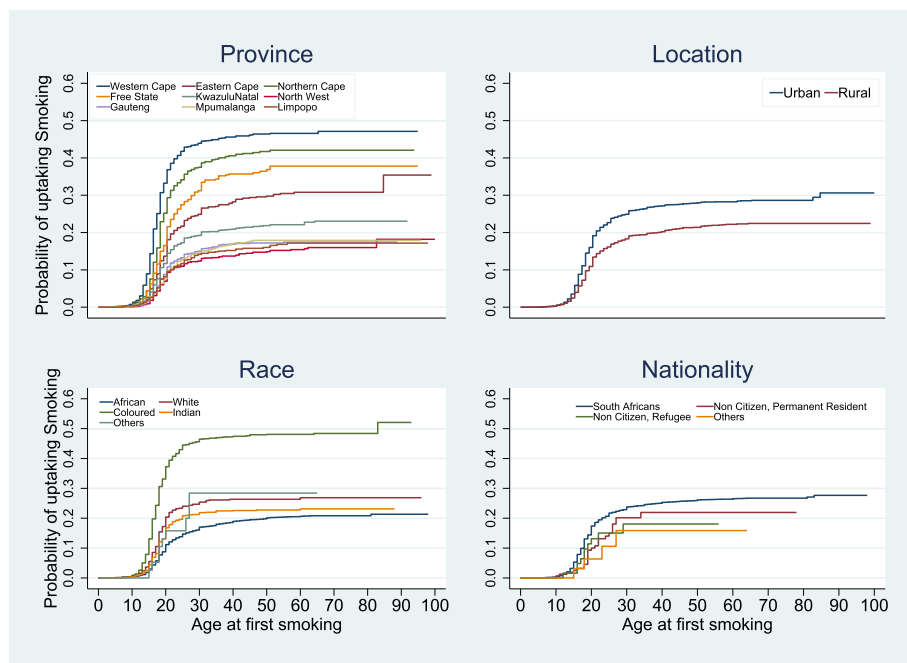 Province
Location
Probability of uptaking Smoking
0.6
0.5
0.4
0.3
0.2
0.1
0.0
Western Cape Eastern Cape Northern Cape
Free State KwazuluNatal North West
Gauteng Mpumalanga Limpopo
0.6
0.5
0.4
0.3
0.2
0.1
0.0
Urban Rural
Race
Nationality
Probability of uptaking Smoking
0.6
0.5
0.4
0.3
0.2
0.1
0.0
African White
Coloured Indian
Others
0 10 20 30 40 50 60 70 80 90 100
Age at first smoking
0.6
0.5
0.4
0.3
0.2
0.1
0.0
South Africans Non Citizen, Permanent Resident
Non Citizen, Refugee Others
0 10 20 30 40 50 60 70 80 90 100
Age at first smoking